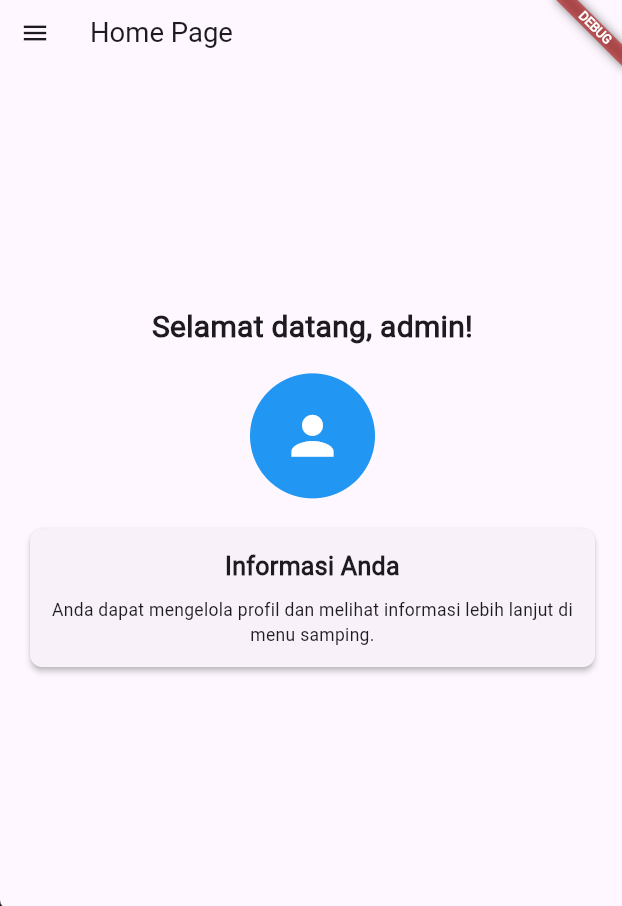 Home Page
DEBUG
Selamat datang, admin!
Informasi Anda
Anda dapat mengelola profil dan melihat informasi lebih lanjut di
menu samping.